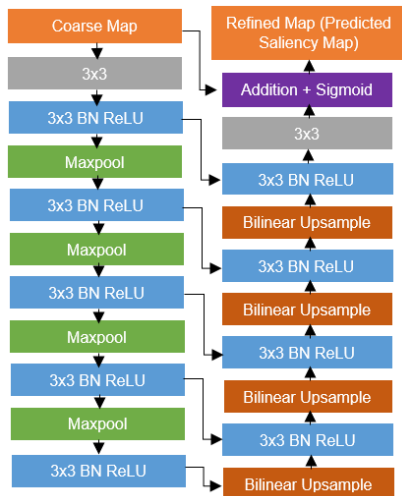 Coarse Map
3x3
3x3 BN ReLU
Maxpool
3x3 BN ReLU
Maxpool
3x3 BN ReLU
Maxpool
3x3 BN ReLU
Maxpool
3x3 BN ReLU
Refined Map (Predicted
Saliency Map)
Addition + Sigmoid
3x3
3x3 BN ReLU
Bilinear Upsample
3x3 BN ReLU
Bilinear Upsample
3x3 BN ReLU
Bilinear Upsample
3x3 BN ReLU
Bilinear Upsample